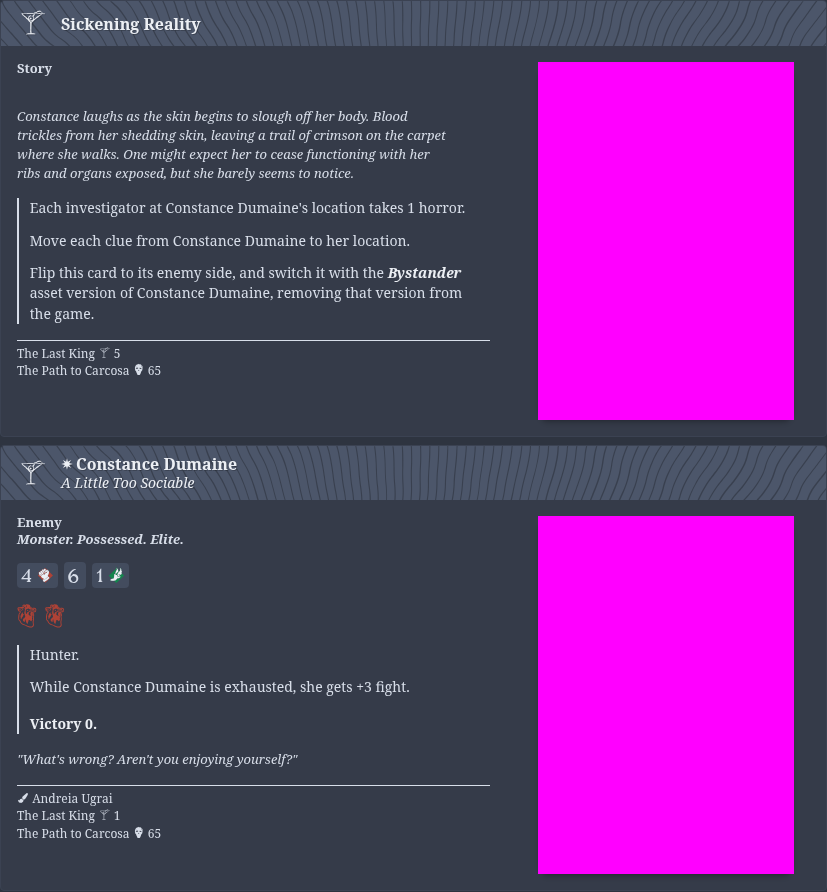 Sickening Reality
Story
Constance laughs as the skin begins to slough off her body. Blood
trickles from her shedding skin, leaving a trail of crimson on the carpet
where she walks. One might expect her to cease functioning with her
ribs and organs exposed, but she barely seems to notice.
Each investigator at Constance Dumaine's location takes 1 horror.
Move each clue from Constance Dumaine to her location.
Flip this card to its enemy side, and switch it with the Bystander
asset version of Constance Dumaine, removing that version from
the game.
The Last King 5
The Path to Carcosa 65
Constance Dumaine
A Little Too Sociable
Enemy
Monster. Possessed. Elite.
4 6 1
Hunter.
While Constance Dumaine is exhausted, she gets +3 fight.
Victory 0.
"What's wrong? Aren't you enjoying yourself?"
Andreia Ugrai
The Last King 1
The Path to Carcosa 65